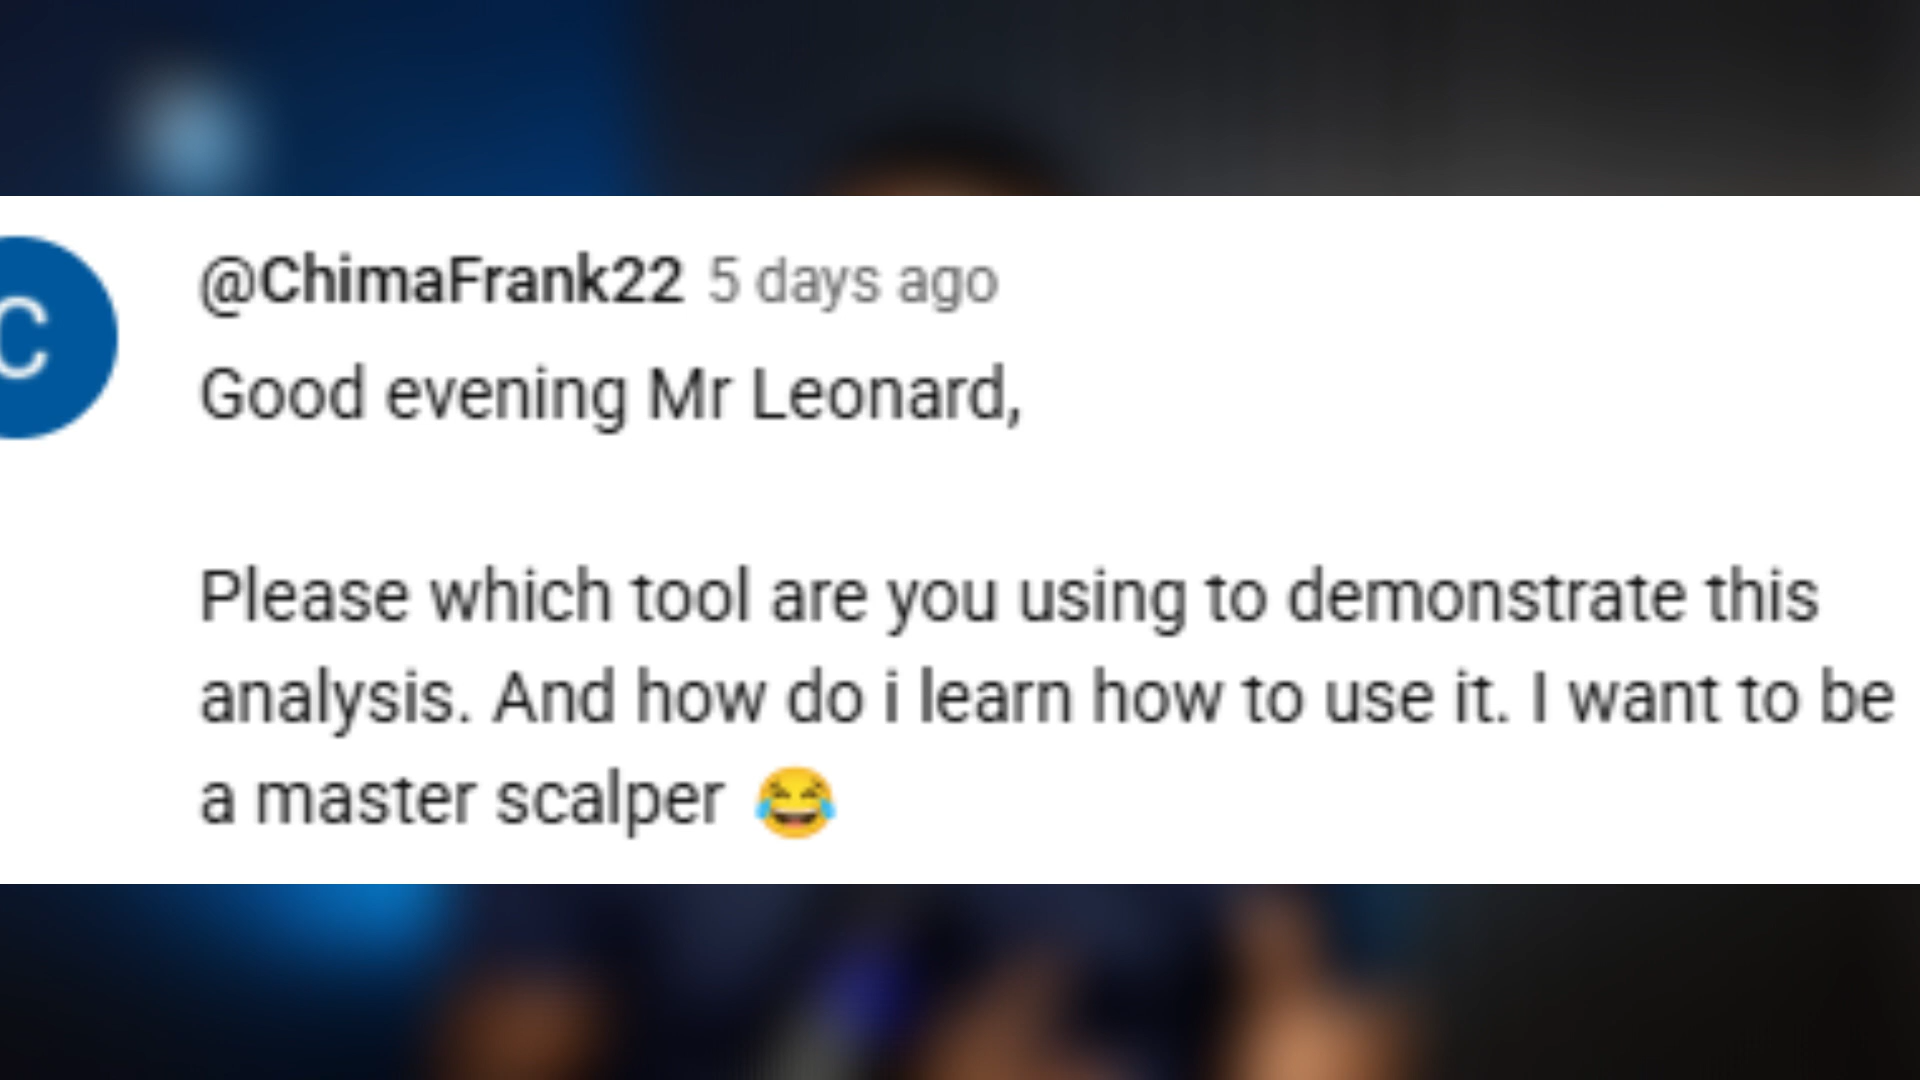 C
@ChimaFrank22 5 days ago
Good evening Mr Leonard,
Please which tool are you using to demonstrate this
analysis. And how do i learn how to use it. I want to be
a master scalper 😂